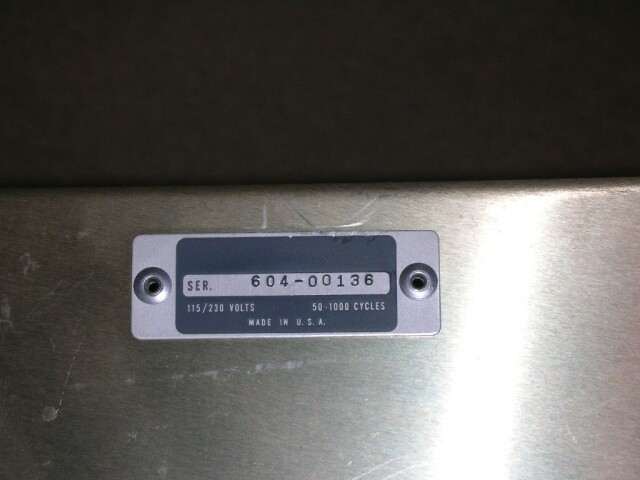 SER. 604-00136
115/230 VOLTS 50-1000 CYCLES
MADE IN U.S.A.